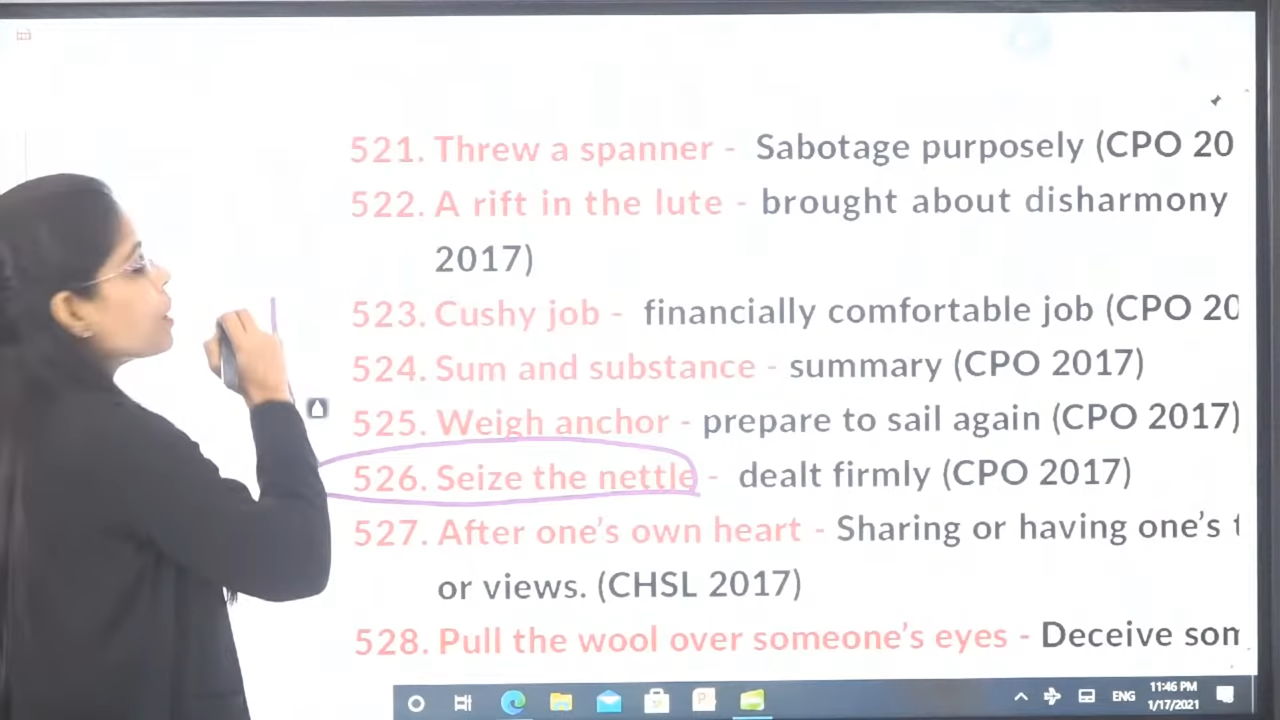 521. Threw a spanner - Sabotage purposely (CPO 20
522. A rift in the lute - brought about disharmony
2017)
523. Cushy job - financially comfortable job (CPO 20
524. Sum and substance - summary (CPO 2017)
525. Weigh anchor - prepare to sail again (CPO 2017)
526. Seize the nettle - dealt firmly (CPO 2017)
527. After one's own heart - Sharing or having one's
or views. (CHSL 2017)
528. Pull the wool over someone's eyes - Deceive som
ENG
11:46 PM
1/17/2021